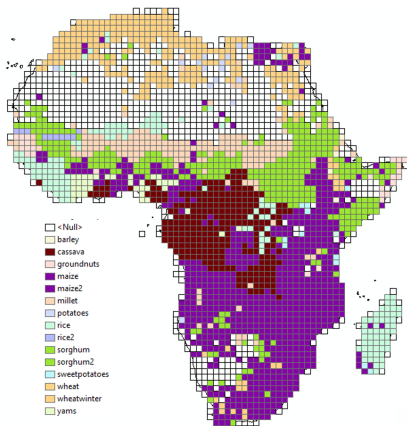 <Null>
barley
cassava
groundnuts
maize
maize2
millet
potatoes
rice
rice2
sorghum
sorghum2
sweetpotatoes
wheat
wheatwinter
yams